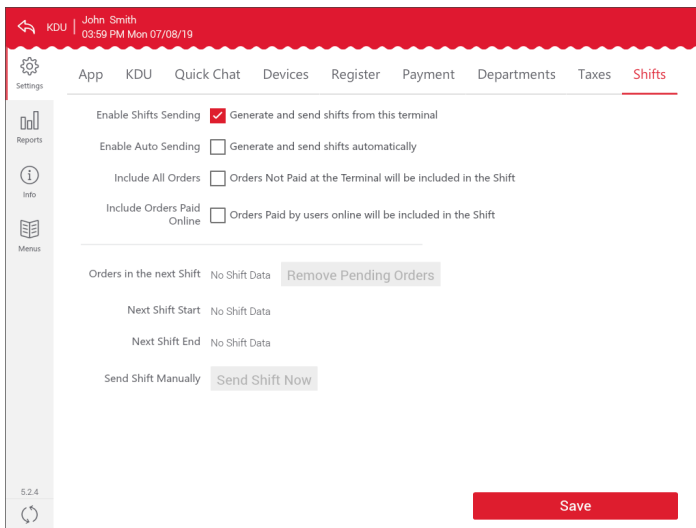 KDU
John Smith
03:59 PM Mon 07/08/19
Settings
Reports
Info
Menus
5.2.4
App KDU Quick Chat Devices Register Payment Departments Taxes Shifts
Enable Shifts Sending Generate and send shifts from this terminal
Enable Auto Sending Generate and send shifts automatically
Include All Orders Orders Not Paid at the Terminal will be included in the Shift
Include Orders Paid
Online Orders Paid by users online will be included in the Shift
Orders in the next Shift No Shift Data Remove Pending Orders
Next Shift Start No Shift Data
Next Shift End No Shift Data
Send Shift Manually Send Shift Now
Save